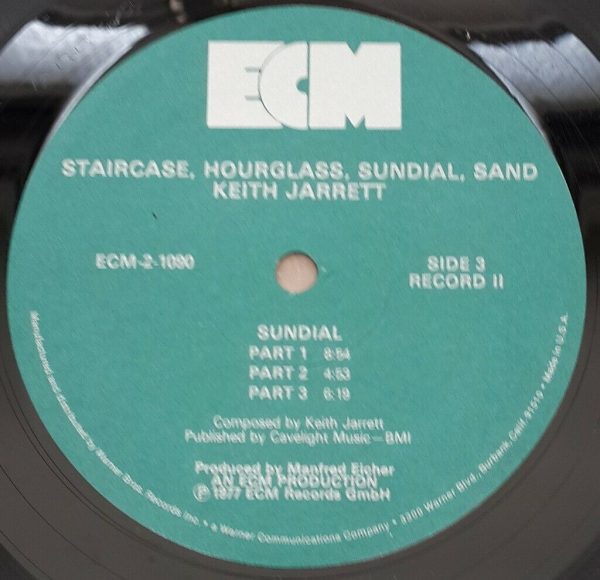 ECM
STAIRCASE, HOURGLASS, SUNDIAL, SAND
KEITH JARRETT
ECM-2-1090
SIDE 3
RECORD II
SUNDIAL
PART 1 8:54
PART 2 4:53
PART 3 6:19
Composed by Keith Jarrett
Published by Cavelight Music—BMI
Produced by Manfred Eicher
AN ECM PRODUCTION
℗ 1977 ECM Records GmbH
Manufactured and distributed by Warner Bros. Records Inc. • a Warner Communications Company • 3300 Warner Blvd., Burbank, Calif. 91510 • Made in U.S.A.